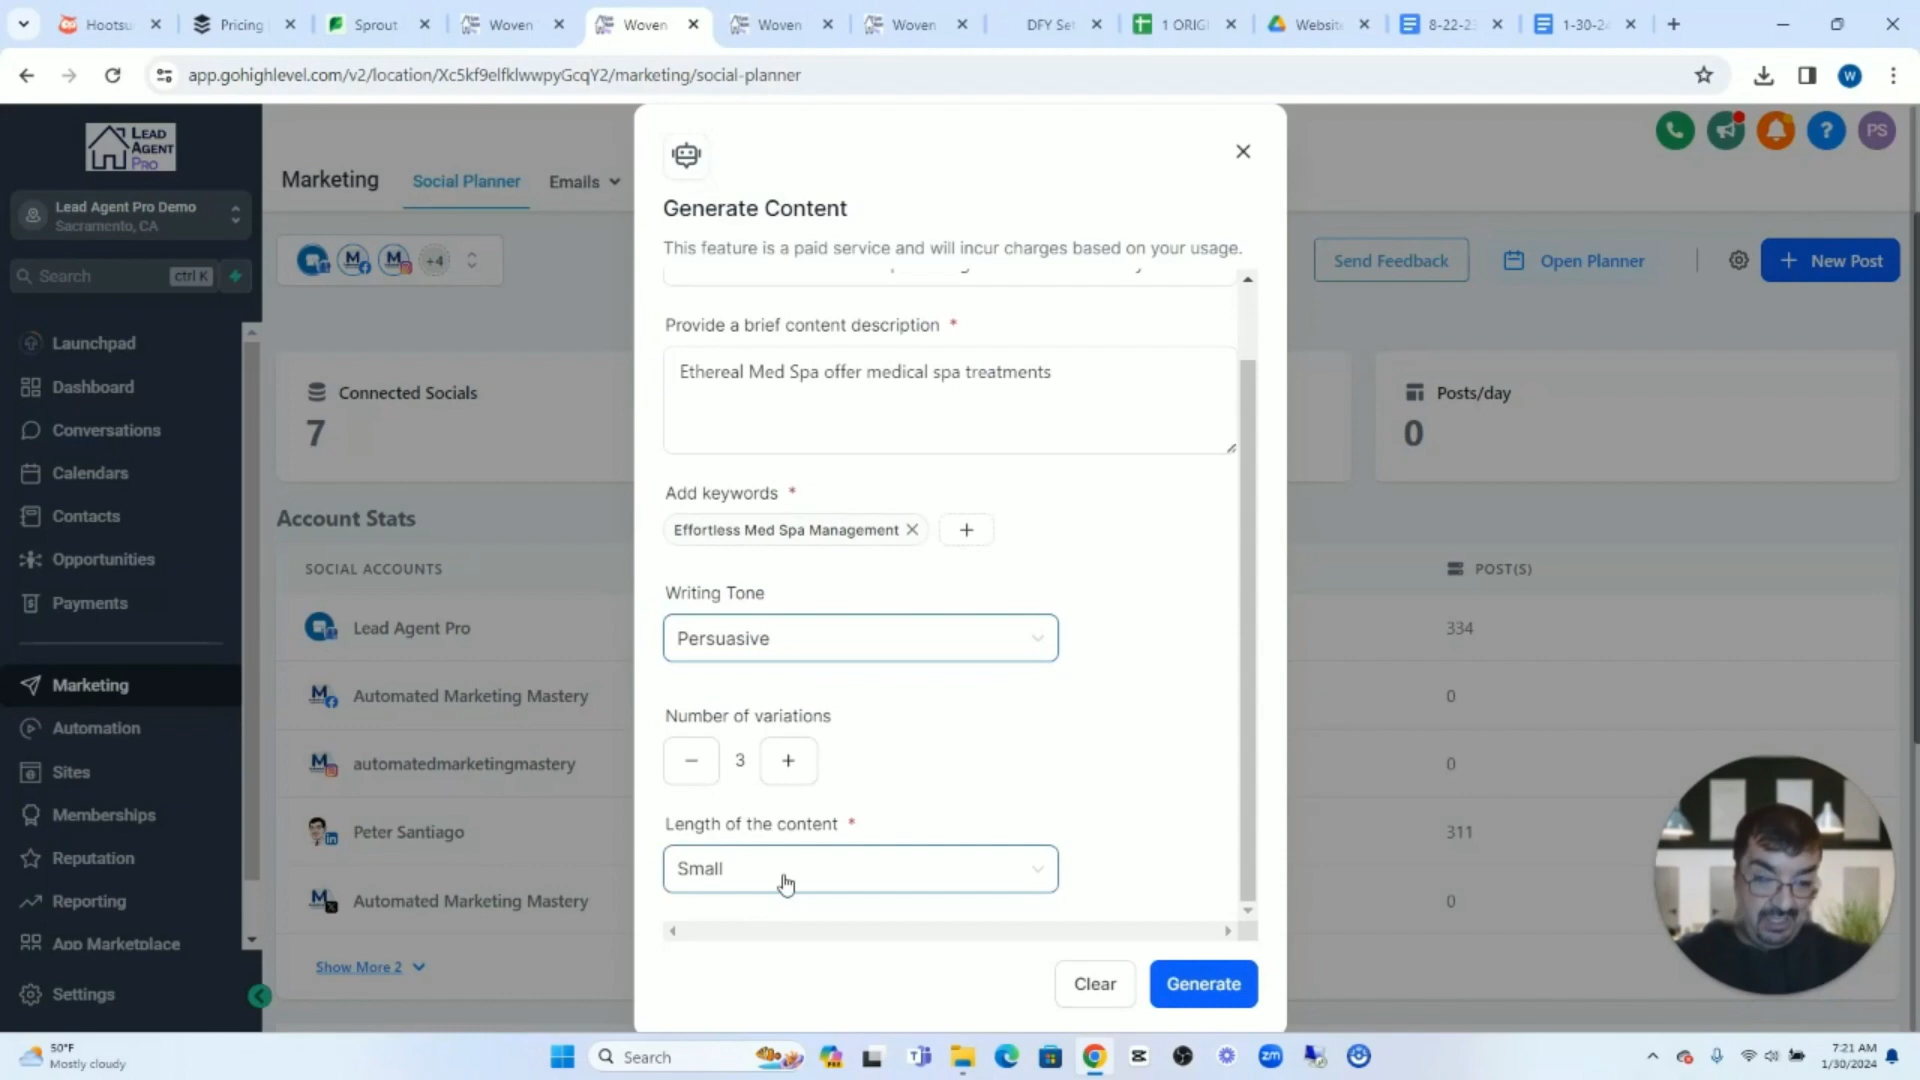 Hootsu
Pricing
Sprout
Woven
Woven
Woven
Woven
DFY Set
1 ORIG
Website
8-22-23
1-30-24
app.gohighlevel.com/v2/location/Xc5kf9elfklwwpyGcqY2/marketing/social-planner
W
LEAD
AGENT
PRO
Lead Agent Pro Demo
Sacramento, CA
Search
ctrl K
Launchpad
Dashboard
Conversations
Calendars
Contacts
Opportunities
Payments
Marketing
Automation
Sites
Memberships
Reputation
Reporting
App Marketplace
Settings
Marketing
Social Planner
Emails
PS
+4
Send Feedback
Open Planner
+ New Post
Connected Socials
7
Posts/day
0
Account Stats
SOCIAL ACCOUNTS
POST(S)
Lead Agent Pro
334
Automated Marketing Mastery
0
automatedmarketingmastery
0
Peter Santiago
311
Automated Marketing Mastery
0
Show More 2
Generate Content
This feature is a paid service and will incur charges based on your usage.
Provide a brief content description *
Ethereal Med Spa offer medical spa treatments
Add keywords *
Effortless Med Spa Management
+
Writing Tone
Persuasive
Number of variations
− 3 +
Length of the content *
Small
Clear
Generate
50°F
Mostly cloudy
Search
zm
7:21 AM
1/30/2024